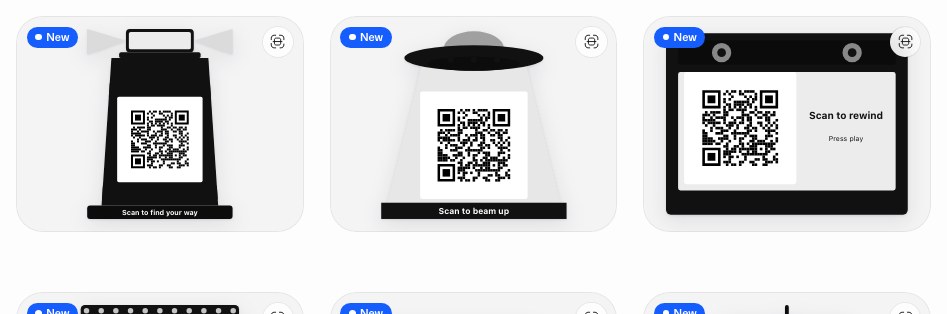 New
New
New
Scan to find your way
Scan to beam up
Scan to rewind
Press play
New
New
New